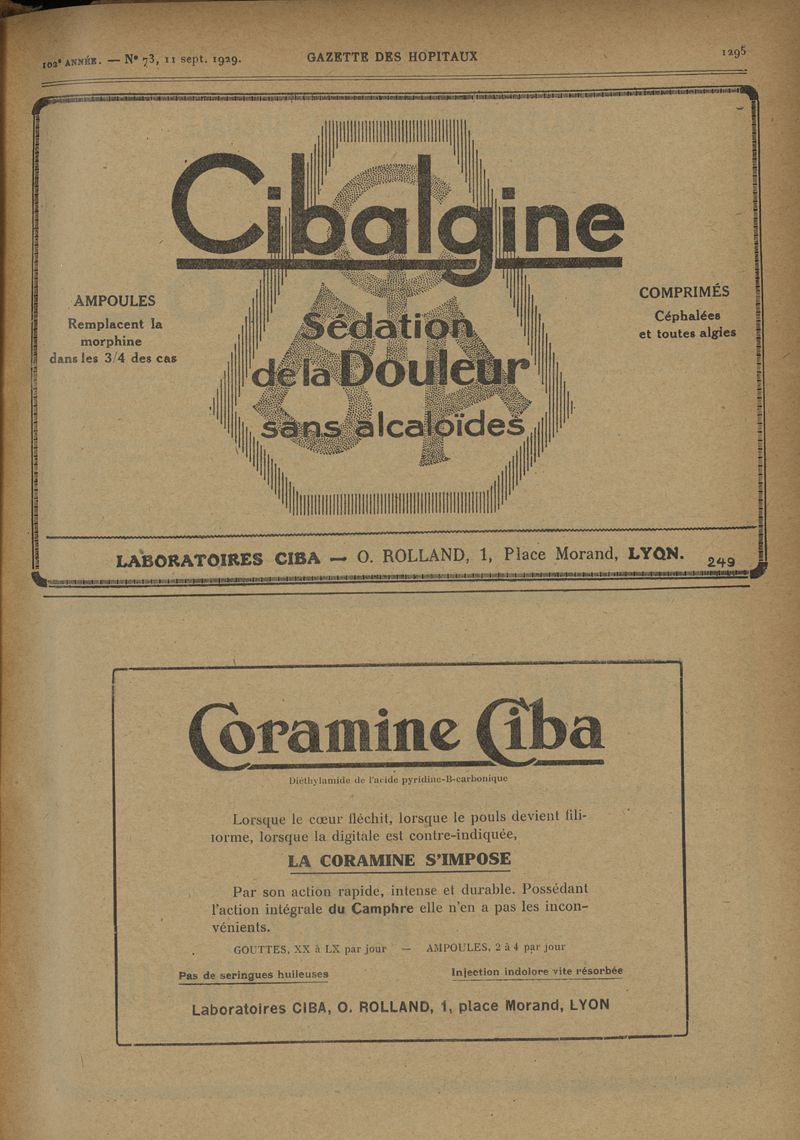 102e ANNÉE. — No 73, 11 sept. 1929.
GAZETTE DES HOPITAUX
1295
Cibalgine
AMPOULES
Remplacent la
morphine
dans les 3/4 des cas
COMPRIMÉS
Céphalées
et toutes algies
Sédation
de la Douleur
sans alcaloïdes
LABORATOIRES CIBA — O. ROLLAND, 1, Place Morand, LYON.
249
Coramine Ciba
Diéthylamide de l'acide pyridine-B-carbonique
Lorsque le cœur fléchit, lorsque le pouls devient fili-
forme, lorsque la digitale est contre-indiquée,
LA CORAMINE S'IMPOSE
Par son action rapide, intense et durable. Possédant
l'action intégrale du Camphre elle n'en a pas les incon-
vénients.
GOUTTES, XX à LX par jour — AMPOULES, 2 à 4 par jour
Pas de seringues huileuses
Injection indolore vite résorbée
Laboratoires CIBA, O. ROLLAND, 1, place Morand, LYON